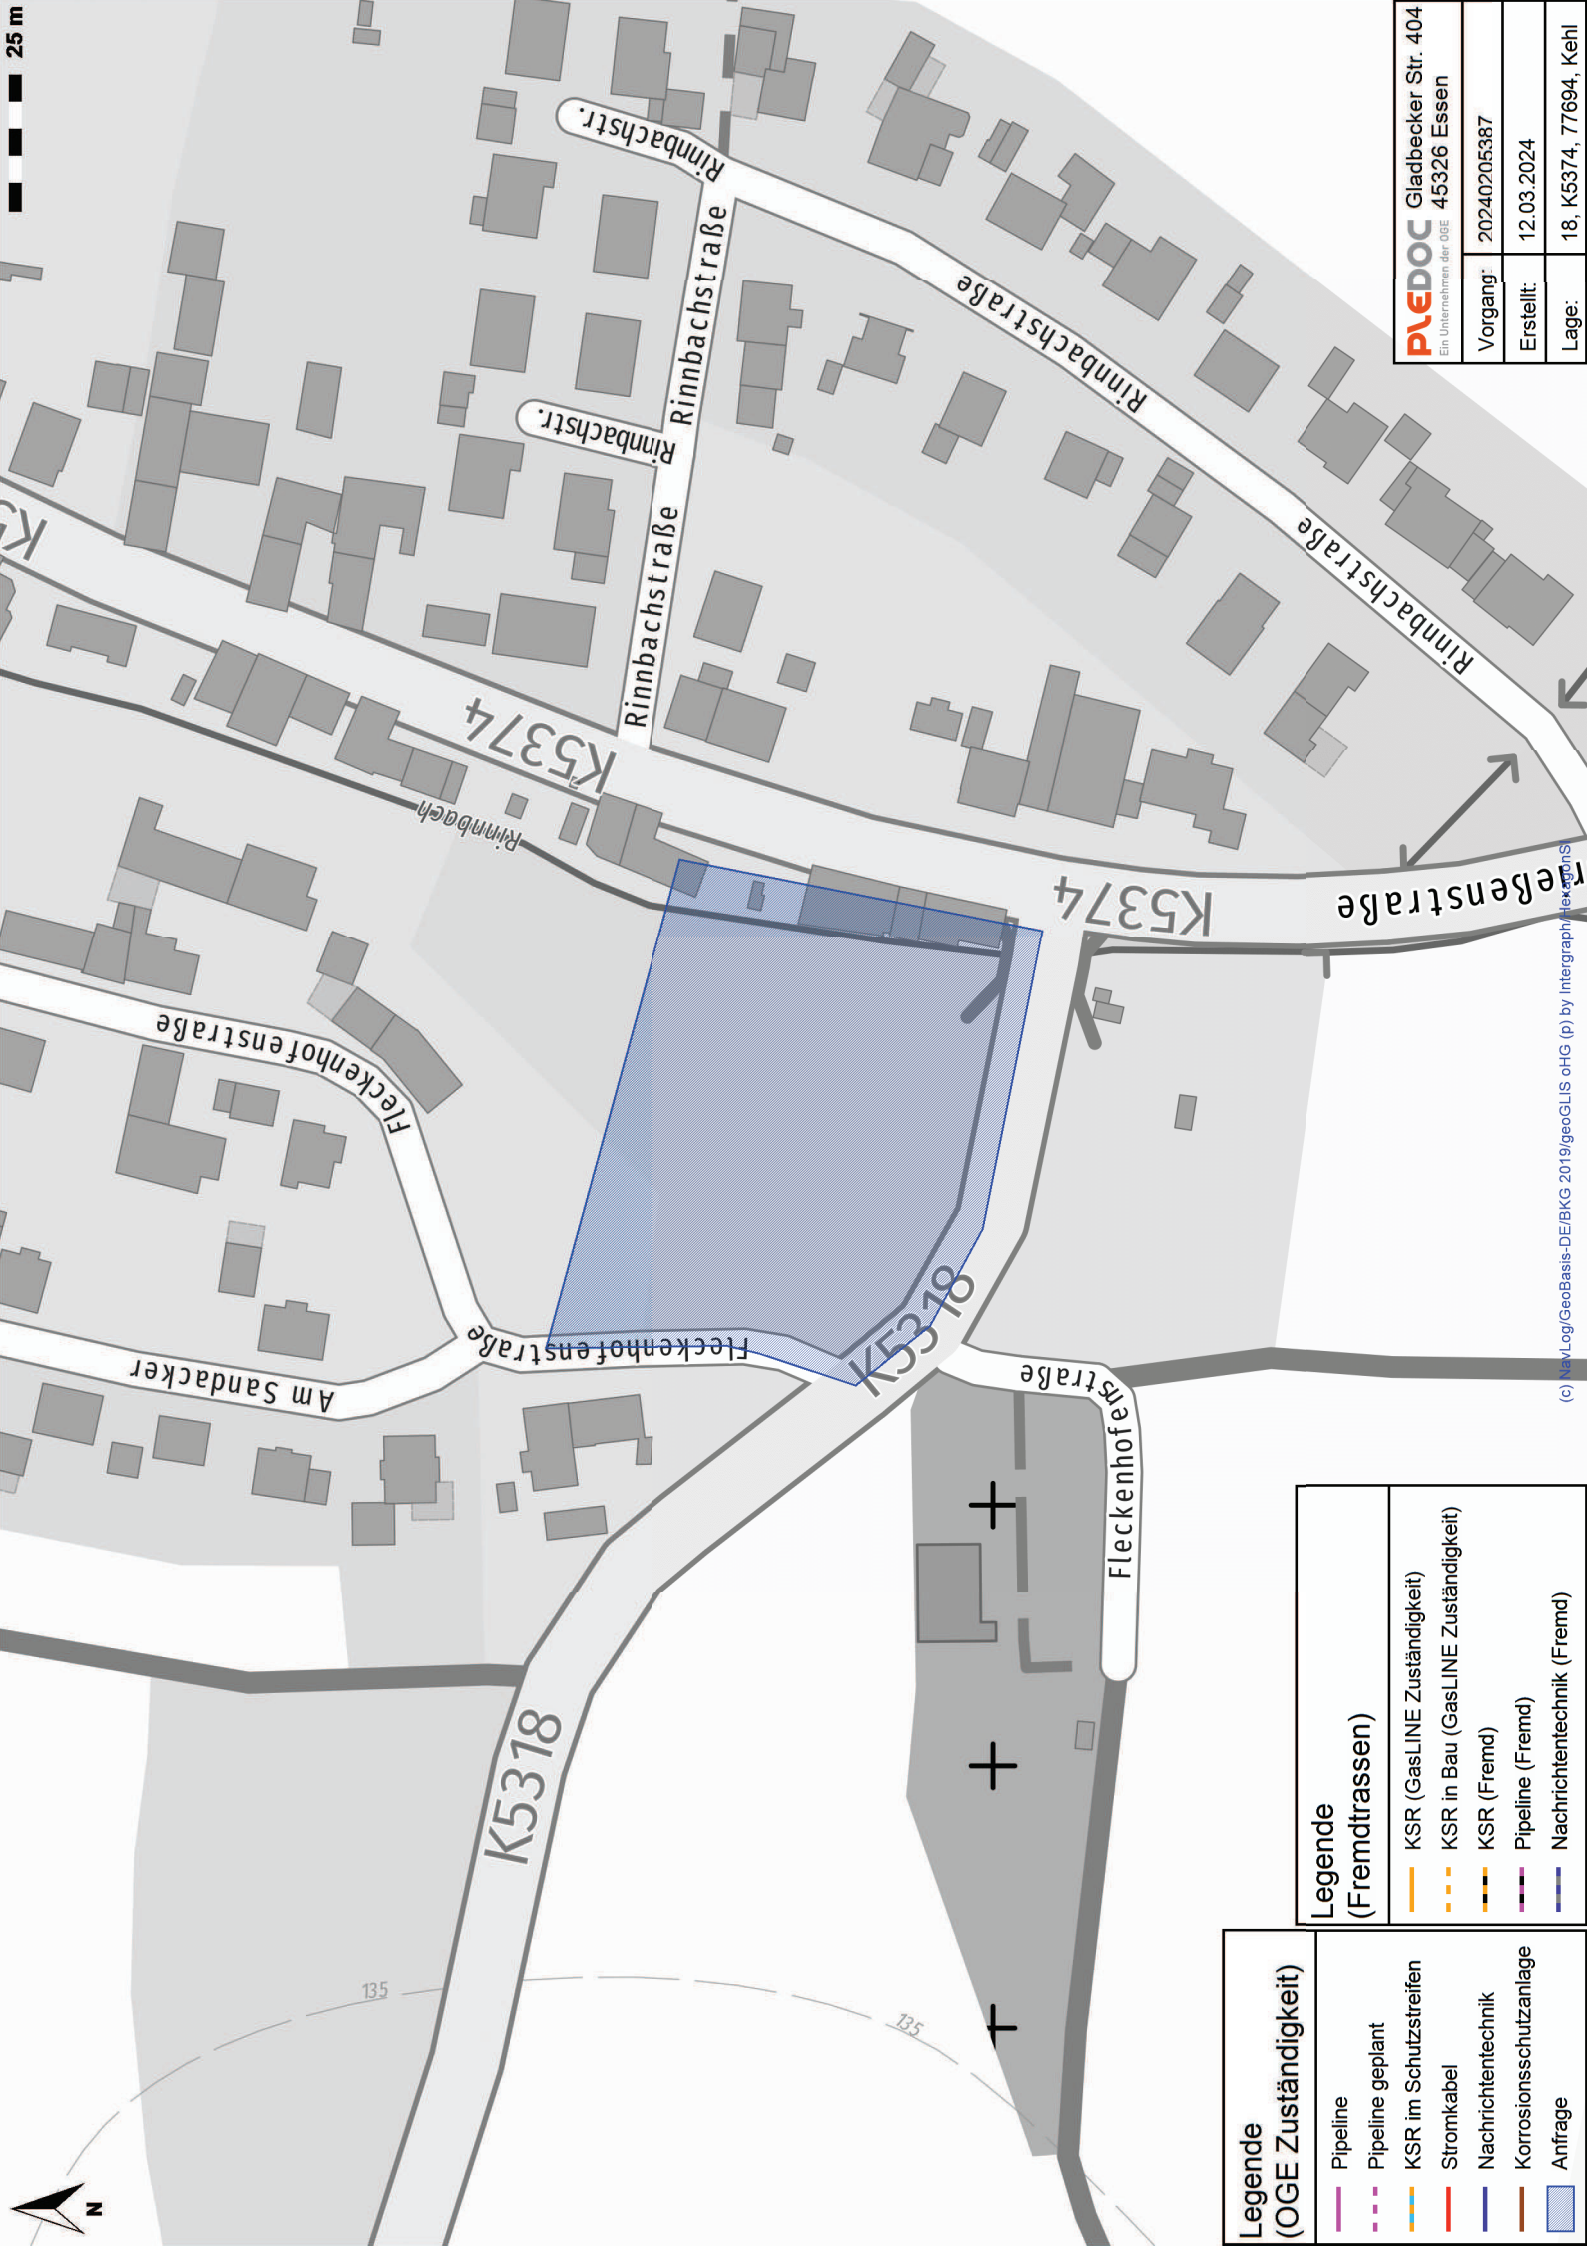 25 m
N
K5374
K5374
K5318
K5318
Rinnbach
Rinnbachstr.
Rinnbachstr.
Rinnbachstraße
Rinnbachstraße
Rinnbachstraße
Rinnbachstraße
Rinnbachstraße
Fleckenhofenstraße
Fleckenhofenstraße
Fleckenhofenstraße
Am Sandacker
135
135
PLEDOC
Ein Unternehmen der OGE
Gladbecker Str. 404
45326 Essen
Vorgang: 20240205387
Erstellt: 12.03.2024
Lage: 18, K5374, 77694, Kehl
(c) NavLog/GeoBasis-DE/BKG 2019/geoGLIS oHG (p) by Intergraph/HexagonSI
Legende
(OGE Zuständigkeit)
Pipeline
Pipeline geplant
KSR im Schutzstreifen
Stromkabel
Nachrichtentechnik
Korrosionsschutzanlage
Anfrage
Legende
(Fremdtrassen)
KSR (GasLINE Zuständigkeit)
KSR in Bau (GasLINE Zuständigkeit)
KSR (Fremd)
Pipeline (Fremd)
Nachrichtentechnik (Fremd)